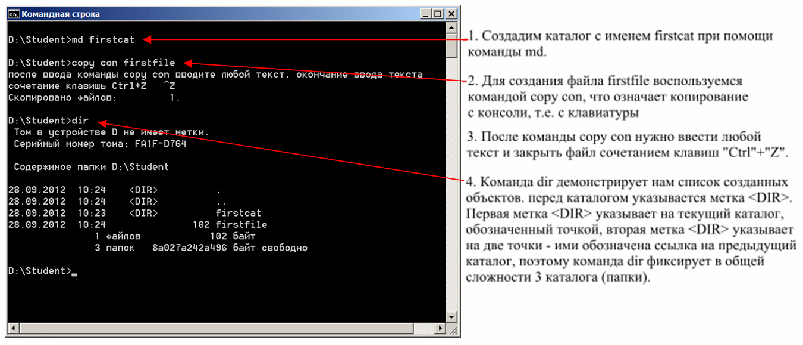 Командная строка
D:\Student>md firstcat
D:\Student>copy con firstfile
после ввода команды copy con вводите любой текст. окончание ввода текста
сочетание клавиш Ctrl+Z    ^Z
Скопировано файлов:         1.
D:\Student>dir
Том в устройстве D не имеет метки.
Серийный номер тома: FA1F-D764
Содержимое папки D:\Student
28.09.2012  10:24    <DIR>          .
28.09.2012  10:24    <DIR>          ..
28.09.2012  10:23    <DIR>          firstcat
28.09.2012  10:24               102 firstfile
1 файлов            102 байт
3 папок   8а027а242а496 байт свободно
D:\Student>_
1. Создадим каталог с именем firstcat при помощи
команды md.
2. Для создания файла firstfile воспользуемся
командой copy con, что означает копирование
с консоли, т.е. с клавиатуры
3. После команды copy con нужно ввести любой
текст и закрыть файл сочетанием клавиш "Ctrl"+"Z".
4. Команда dir демонстрирует нам список созданных
объектов. перед каталогом указывается метка <DIR>.
Первая метка <DIR> указывает на текущий каталог,
обозначенный точкой, вторая метка <DIR> указывает
на две точки - ими обозначена ссылка на предыдущий
каталог, поэтому команда dir фиксирует в общей
сложности 3 каталога (папки).